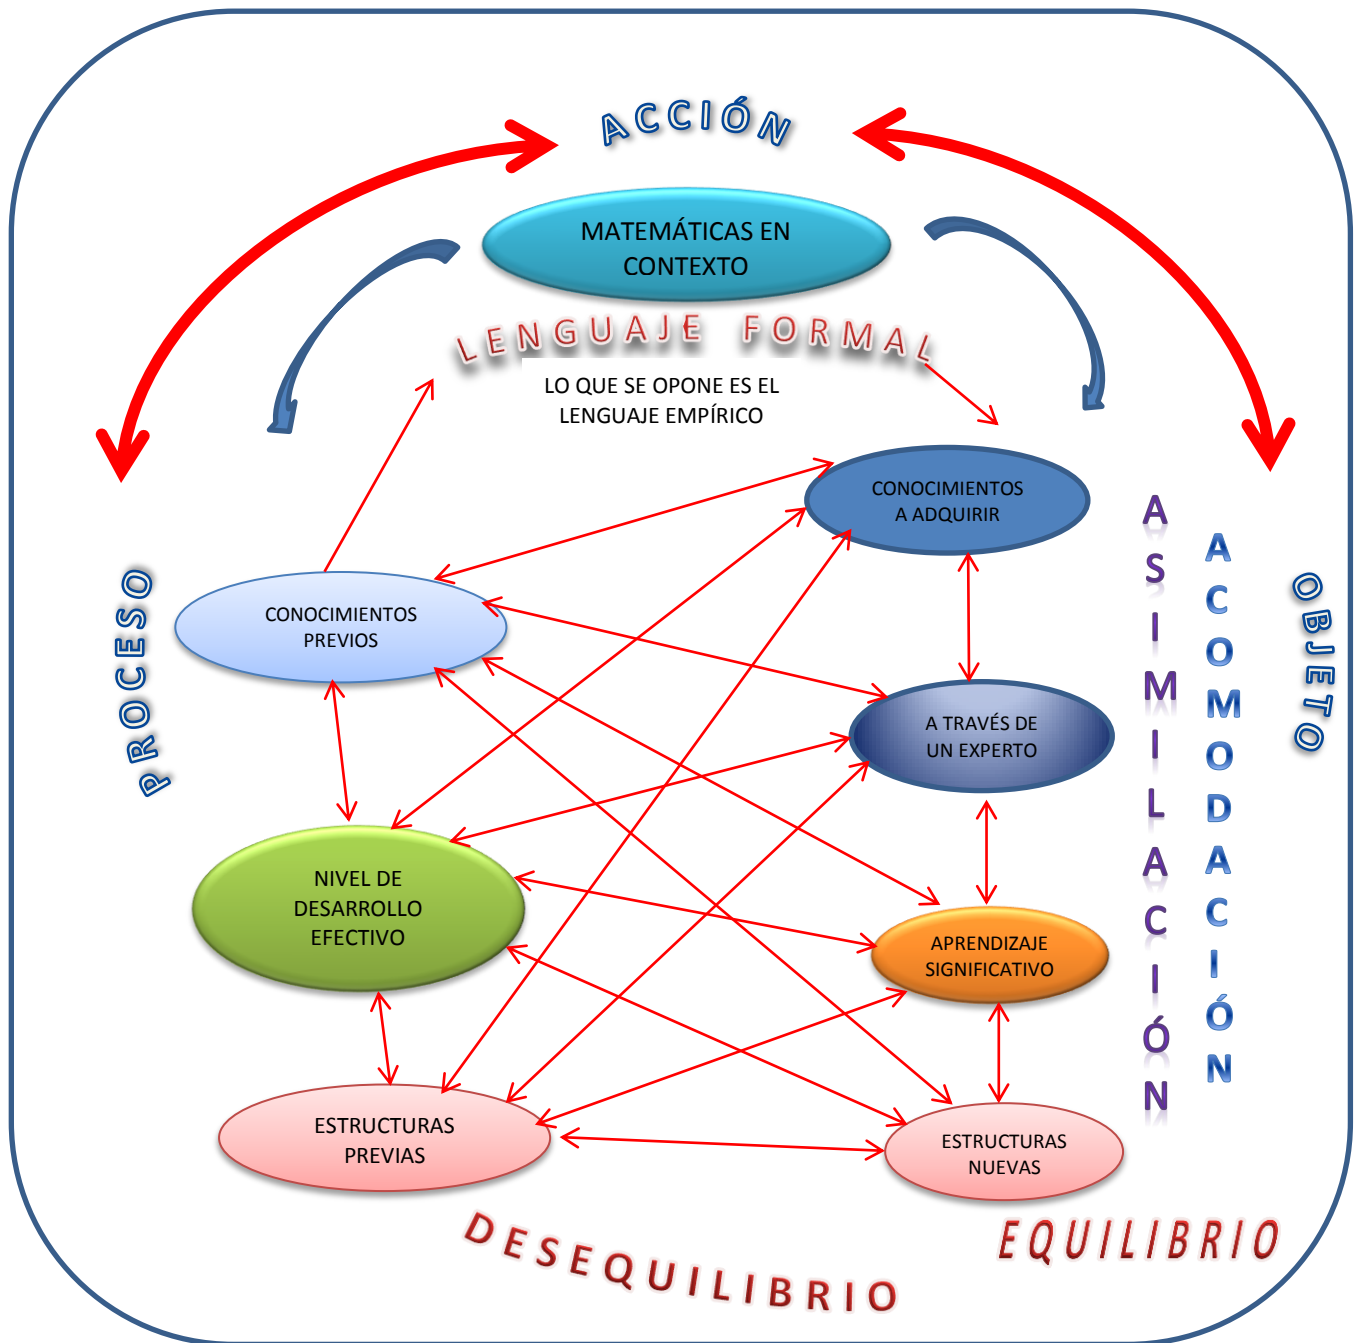 ACCIÓN
MATEMÁTICAS EN
CONTEXTO
LENGUAJE FORMAL
LO QUE SE OPONE ES EL
LENGUAJE EMPÍRICO
CONOCIMIENTOS
A ADQUIRIR
CONOCIMIENTOS
PREVIOS
PROCESO
ASIMILACIÓN
ACOMODACIÓN
OBJETO
A TRAVÉS DE
UN EXPERTO
NIVEL DE
DESARROLLO
EFECTIVO
APRENDIZAJE
SIGNIFICATIVO
ESTRUCTURAS
PREVIAS
ESTRUCTURAS
NUEVAS
DESEQUILIBRIO
EQUILIBRIO